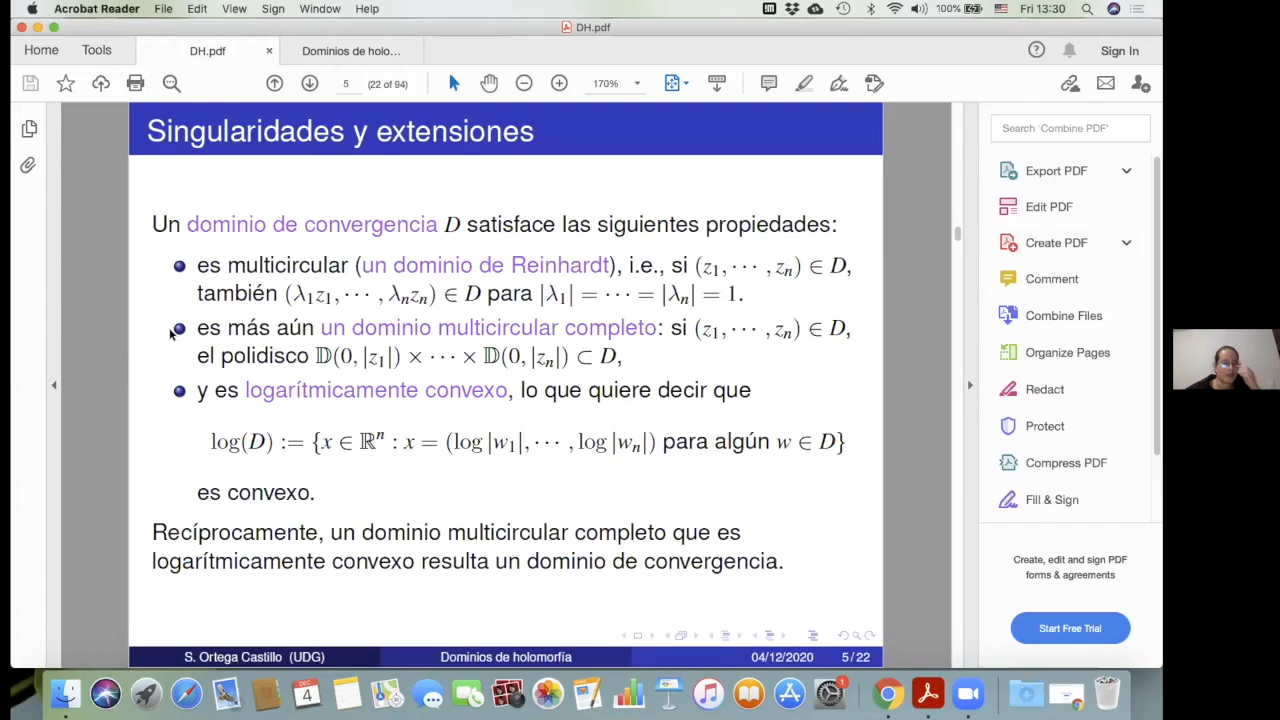 Acrobat Reader File Edit View Sign Window Help 100% Fri 13:30
DH.pdf
Home Tools DH.pdf × Dominios de holo... Sign In
5 (22 of 94) 170%
Singularidades y extensiones
Un dominio de convergencia D satisface las siguientes propiedades:
es multicircular (un dominio de Reinhardt), i.e., si (z₁, ⋯ , zₙ) ∈ D,
también (λ₁z₁, ⋯ , λₙzₙ) ∈ D para |λ₁| = ⋯ = |λₙ| = 1.
es más aún un dominio multicircular completo: si (z₁, ⋯ , zₙ) ∈ D,
el polidisco 𝔻(0, |z₁|) × ⋯ × 𝔻(0, |zₙ|) ⊂ D,
y es logarítmicamente convexo, lo que quiere decir que
log(D) := {x ∈ ℝⁿ : x = (log |w₁|, ⋯ , log |wₙ|) para algún w ∈ D}
es convexo.
Recíprocamente, un dominio multicircular completo que es
logarítmicamente convexo resulta un dominio de convergencia.
S. Ortega Castillo (UDG) Dominios de holomorfía 04/12/2020 5 / 22
Search 'Combine PDF'
Export PDF
Edit PDF
Create PDF
Comment
Combine Files
Organize Pages
Redact
Protect
Compress PDF
Fill & Sign
Create, edit and sign PDF
forms & agreements
Start Free Trial
DEC
4
1